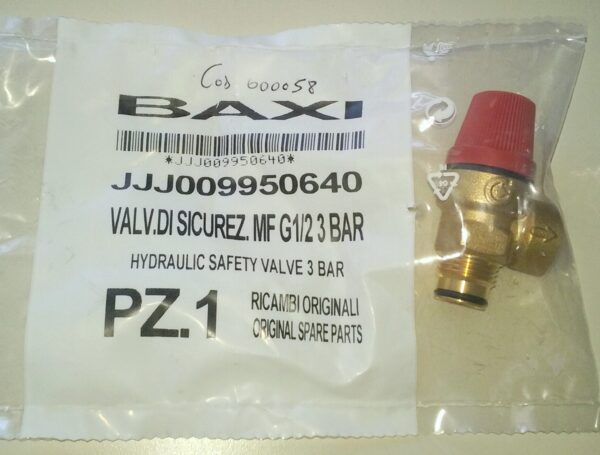 Cod 600058
BAXI
*JJJ009950640*
JJJ009950640
VALV.DI SICUREZ. MF G1/2 3 BAR
HYDRAULIC SAFETY VALVE 3 BAR
PZ.1
RICAMBI ORIGINALI
ORIGINAL SPARE PARTS